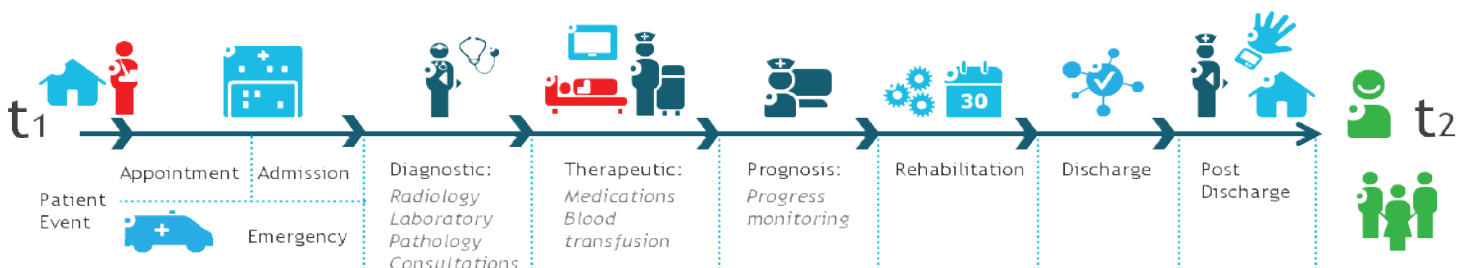 t1
Patient
Event
Appointment
Admission
Emergency
Diagnostic:
Radiology
Laboratory
Pathology
Consultations
Therapeutic:
Medications
Blood
transfusion
Prognosis:
Progress
monitoring
30
Rehabilitation
Discharge
Post
Discharge
t2